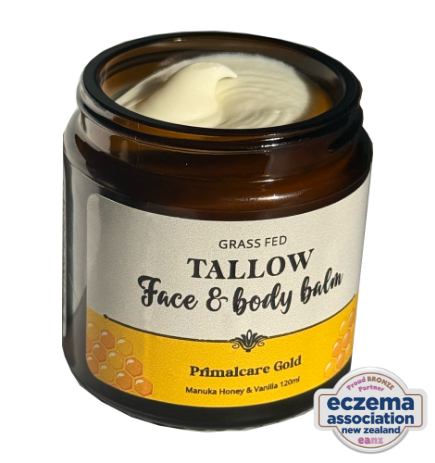 GRASS FED
TALLOW
Face & body balm
Primalcare Gold
Manuka Honey & Vanilla 120ml
Proud BRONZE
Partner
eczema
association
new zealand
eanz